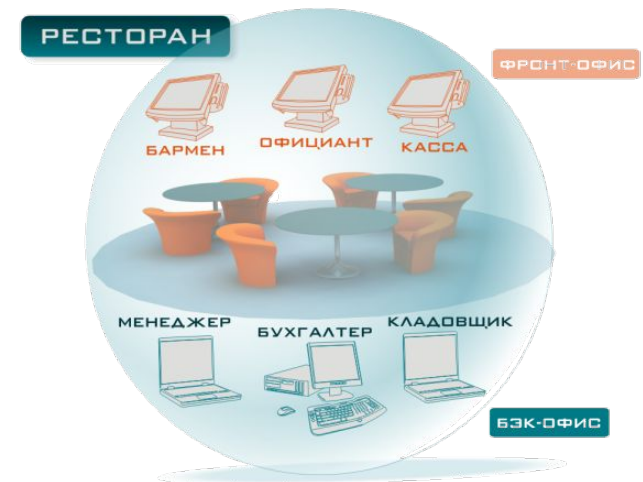 РЕСТОРАН
ФРОНТ-ОФИС
БАРМЕН
ОФИЦИАНТ
КАССА
МЕНЕДЖЕР
БУХГАЛТЕР
КЛАДОВЩИК
БЭК-ОФИС